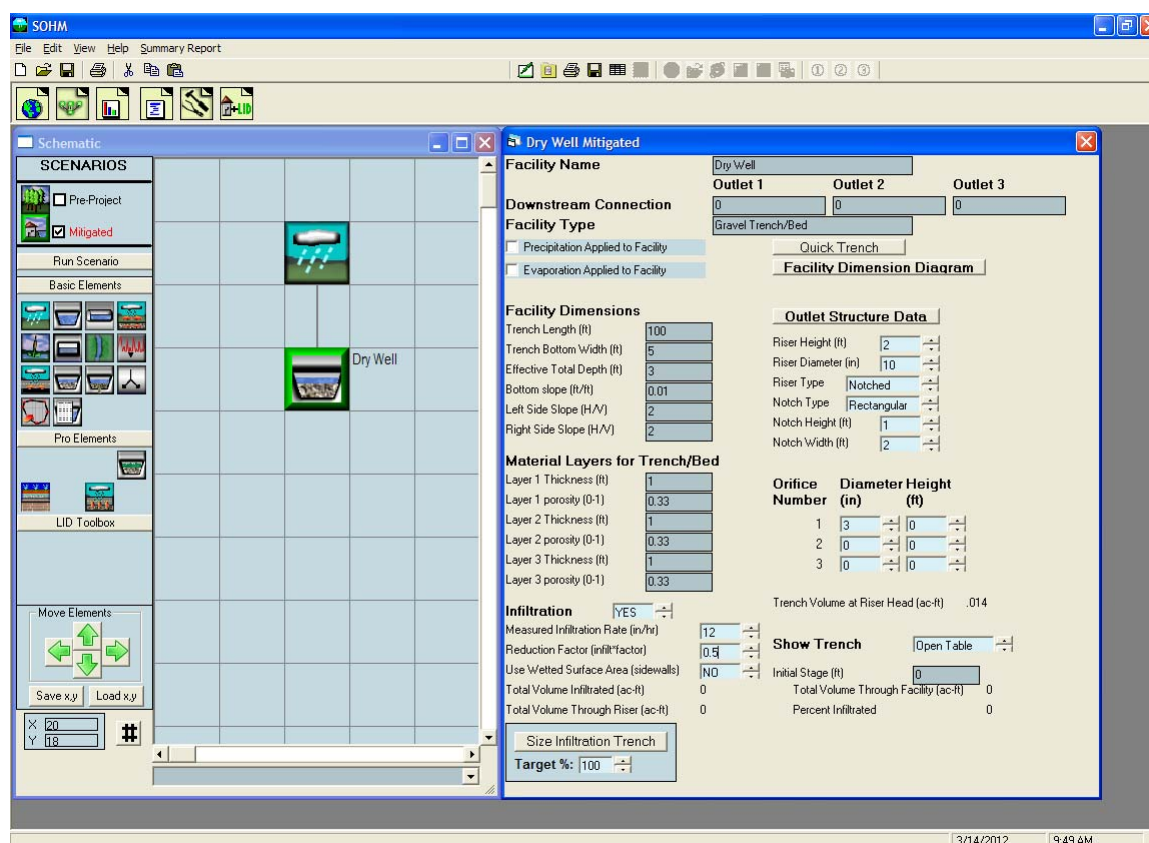 SOHM
File Edit View Help Summary Report
+LID
Schematic
SCENARIOS
Pre-Project
Mitigated
Run Scenario
Basic Elements
Pro Elements
LID Toolbox
Move Elements
Save x,y Load x,y
X 20
Y 18
#
Dry Well
Dry Well Mitigated
Facility Name Dry Well
Outlet 1 Outlet 2 Outlet 3
Downstream Connection 0 0 0
Facility Type Gravel Trench/Bed
Precipitation Applied to Facility Quick Trench
Evaporation Applied to Facility Facility Dimension Diagram
Facility Dimensions
Trench Length (ft) 100
Trench Bottom Width (ft) 5
Effective Total Depth (ft) 3
Bottom slope (ft/ft) 0.01
Left Side Slope (H/V) 2
Right Side Slope (H/V) 2
Material Layers for Trench/Bed
Layer 1 Thickness (ft) 1
Layer 1 porosity (0-1) 0.33
Layer 2 Thickness (ft) 1
Layer 2 porosity (0-1) 0.33
Layer 3 Thickness (ft) 1
Layer 3 porosity (0-1) 0.33
Infiltration YES
Measured Infiltration Rate (in/hr) 12
Reduction Factor (infilt*factor) 0.5
Use Wetted Surface Area (sidewalls) NO
Total Volume Infiltrated (ac-ft) 0
Total Volume Through Riser (ac-ft) 0
Size Infiltration Trench
Target %: 100
Outlet Structure Data
Riser Height (ft) 2
Riser Diameter (in) 10
Riser Type Notched
Notch Type Rectangular
Notch Height (ft) 1
Notch Width (ft) 2
Orifice Diameter Height
Number (in) (ft)
1 3 0
2 0 0
3 0 0
Trench Volume at Riser Head (ac-ft) .014
Show Trench Open Table
Initial Stage (ft) 0
Total Volume Through Facility (ac-ft) 0
Percent Infiltrated 0
3/14/2012 9:49 AM